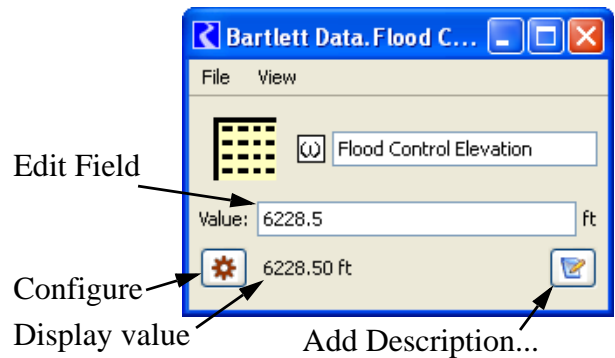 Bartlett Data.Flood C...
File View
ω Flood Control Elevation
Edit Field
Value: 6228.5 ft
6228.50 ft
Configure
Display value
Add Description...